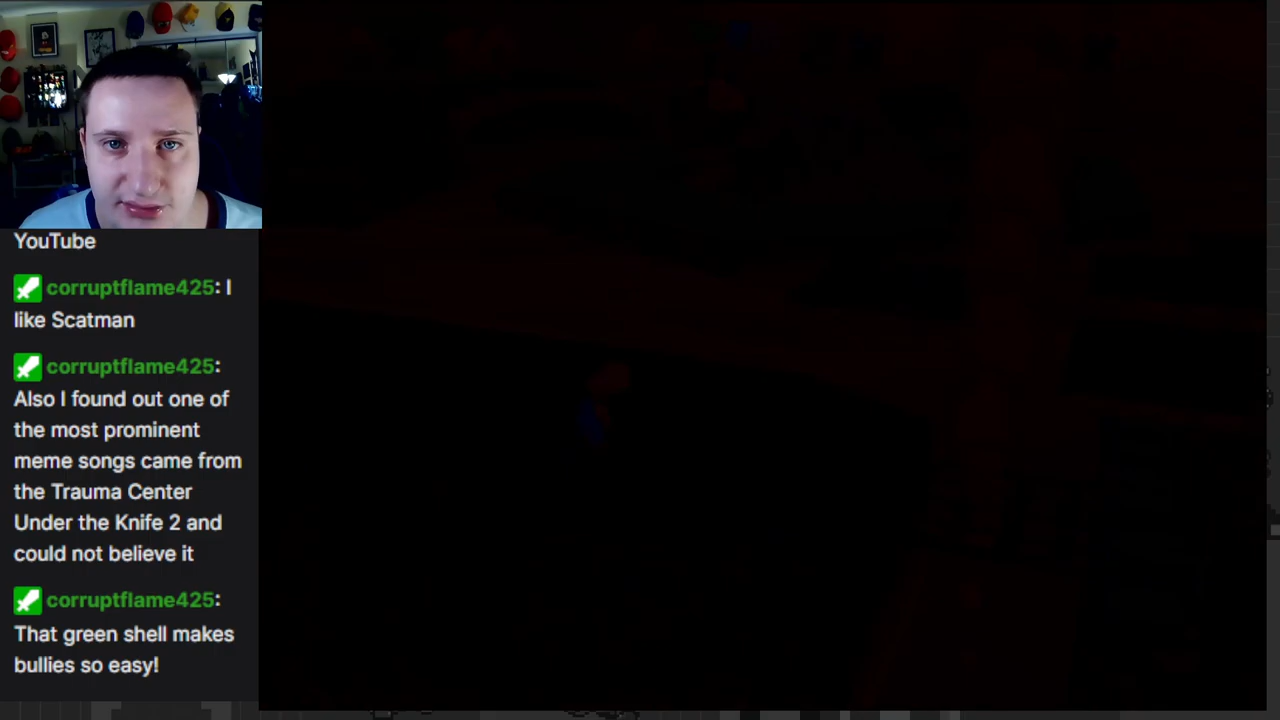 YouTube
corruptflame425: I
like Scatman
corruptflame425:
Also I found out one of
the most prominent
meme songs came from
the Trauma Center
Under the Knife 2 and
could not believe it
corruptflame425:
That green shell makes
bullies so easy!